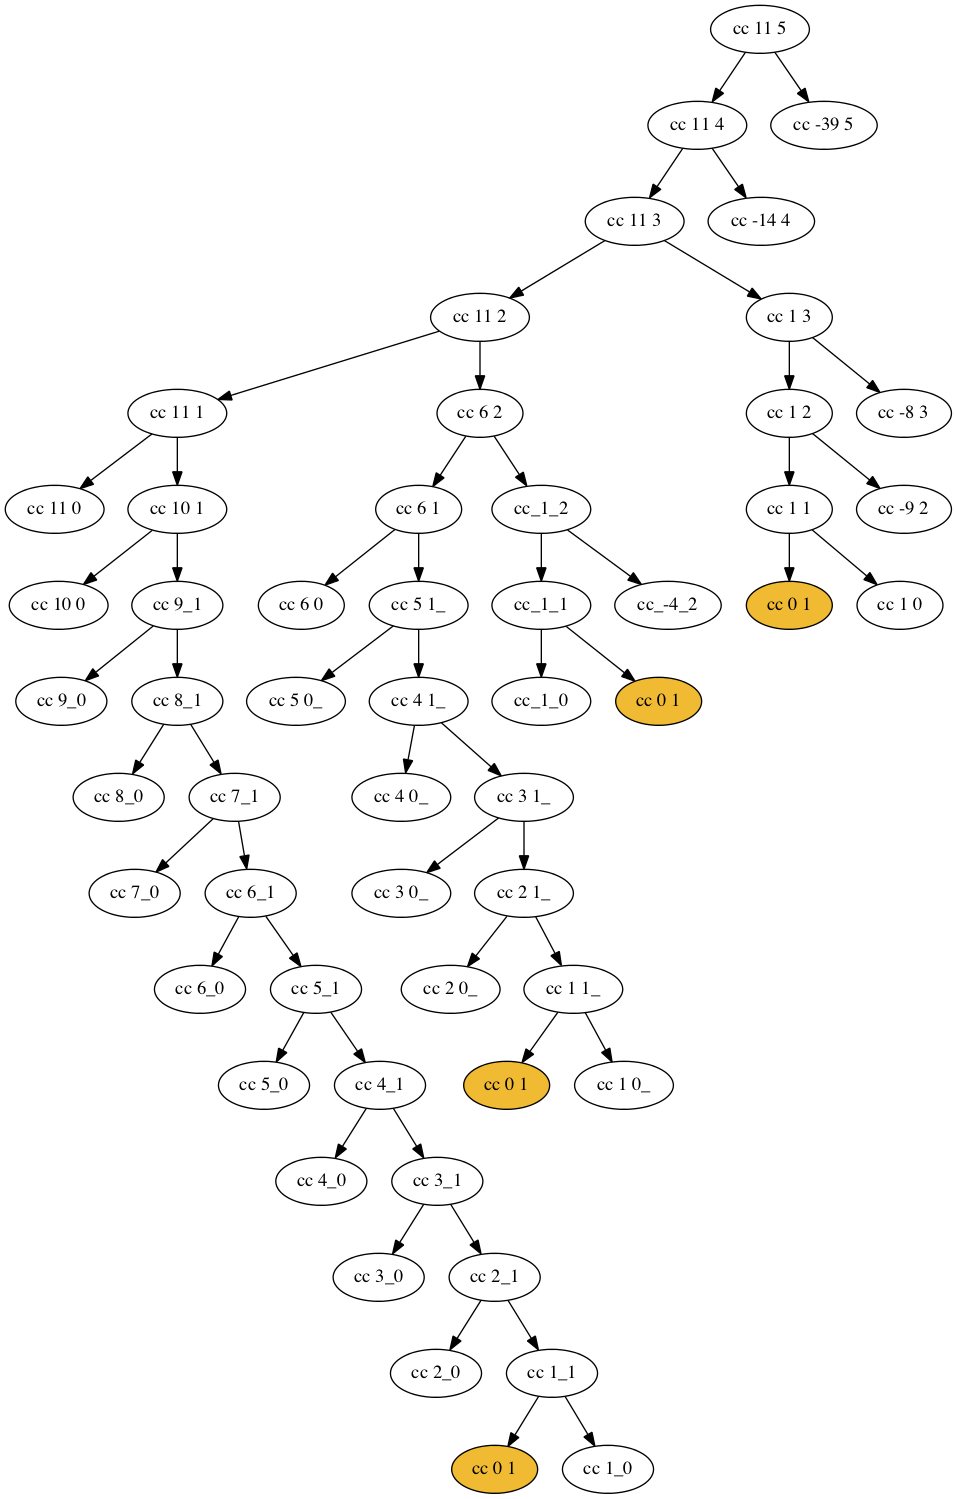 cc 11 5
cc 11 4
cc -39 5
cc 11 3
cc -14 4
cc 11 2
cc 1 3
cc 11 1
cc 6 2
cc 1 2
cc -8 3
cc 11 0
cc 10 1
cc 6 1
cc_1_2
cc 1 1
cc -9 2
cc 10 0
cc 9_1
cc 6 0
cc 5 1_
cc_1_1
cc_-4_2
cc 0 1
cc 1 0
cc 9_0
cc 8_1
cc 5 0_
cc 4 1_
cc_1_0
cc 0 1
cc 8_0
cc 7_1
cc 4 0_
cc 3 1_
cc 7_0
cc 6_1
cc 3 0_
cc 2 1_
cc 6_0
cc 5_1
cc 2 0_
cc 1 1_
cc 5_0
cc 4_1
cc 0 1
cc 1 0_
cc 4_0
cc 3_1
cc 3_0
cc 2_1
cc 2_0
cc 1_1
cc 0 1
cc 1_0